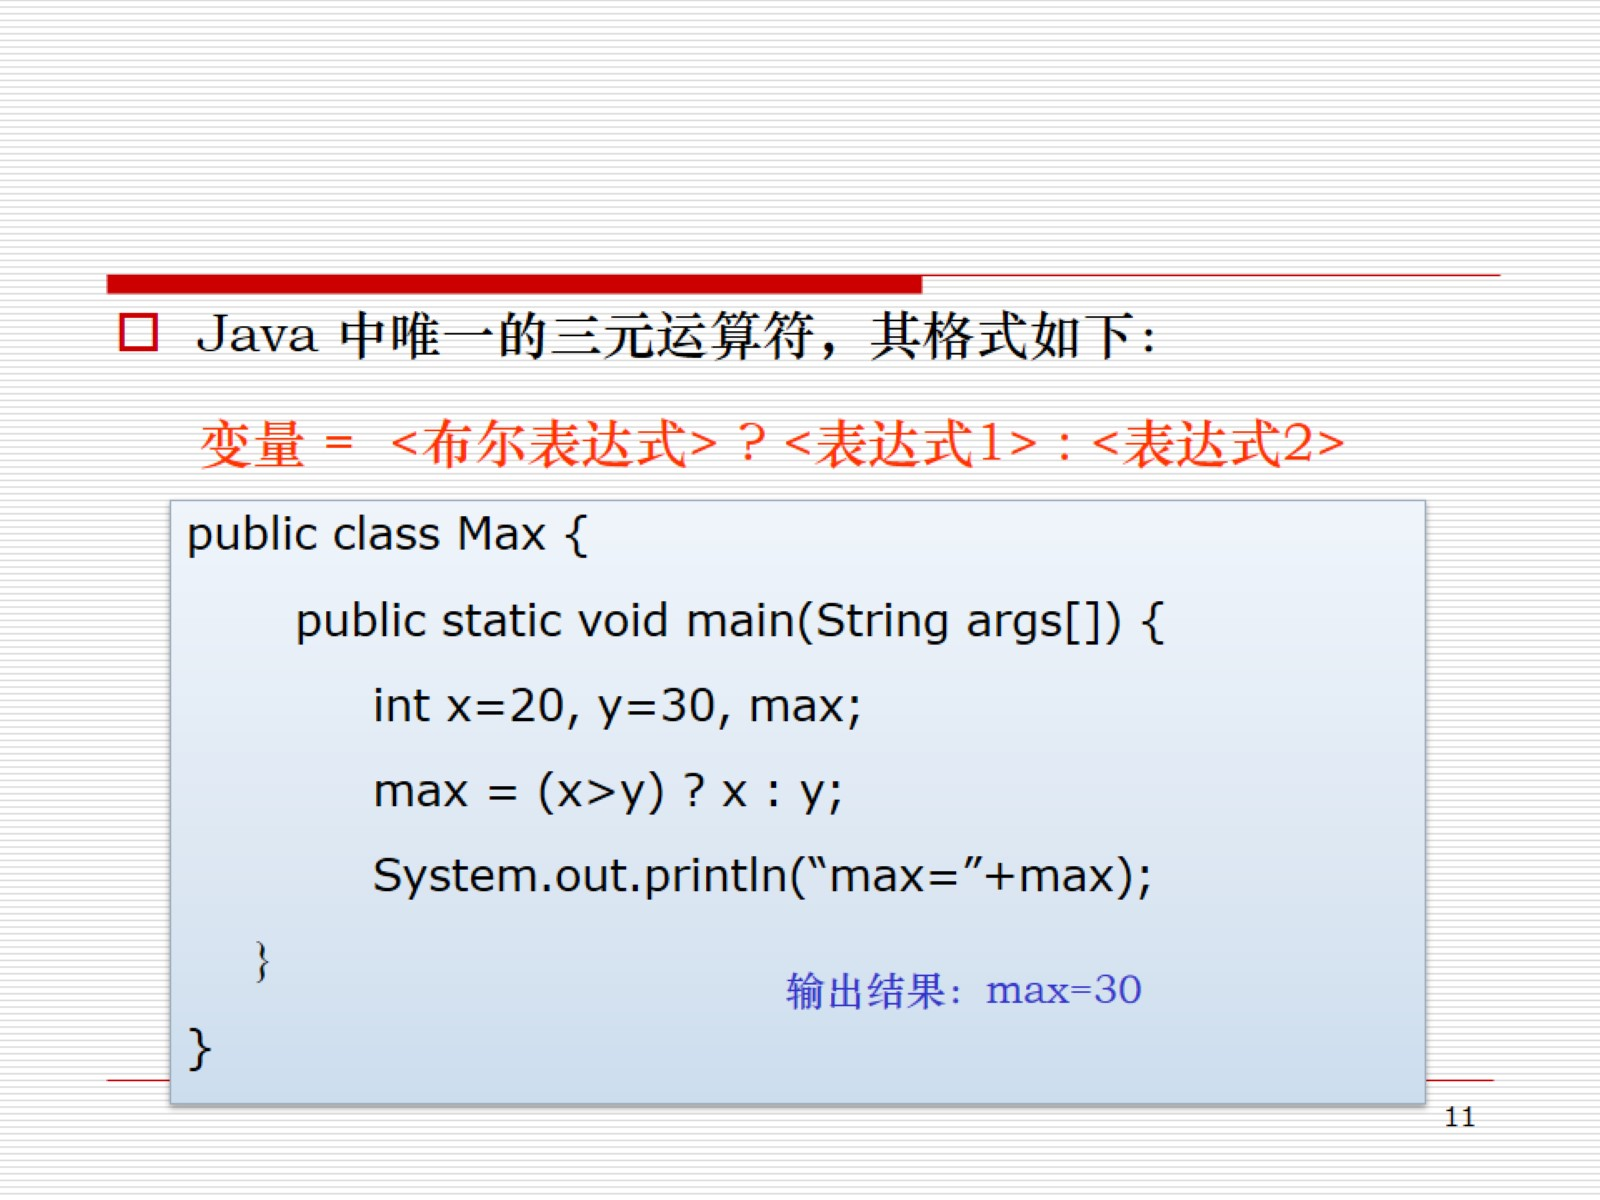 Java 中唯一的三元运算符，其格式如下：
变量 = <布尔表达式> ? <表达式1> : <表达式2>
public class Max {
public static void main(String args[]) {
int x=20, y=30, max;
max = (x>y) ? x : y;
System.out.println(“max=”+max);
}
输出结果：max=30
}
11